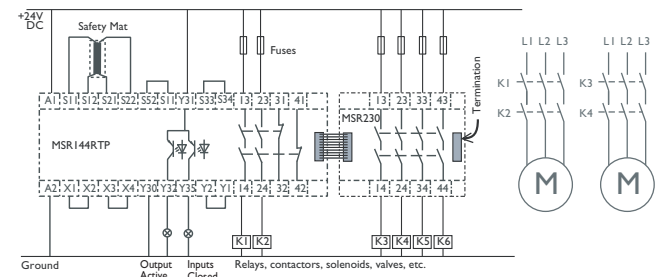 +24V
DC
Safety Mat
Fuses
L1 L2 L3
L1 L2 L3
K1
K2
K3
K4
M
M
Termination
A1 S11 S12 S21 S22 S52 S11 Y31 S33 S34 13 23 31 41
13 23 33 43
MSR144RTP
MSR230
A2 X1 X2 X3 X4 Y30 Y32 Y35 Y2 Y1 14 24 32 42
14 24 34 44
K1 K2
K3 K4 K5 K6
Ground
Output
Active
Inputs
Closed
Relays, contactors, solenoids, valves, etc.